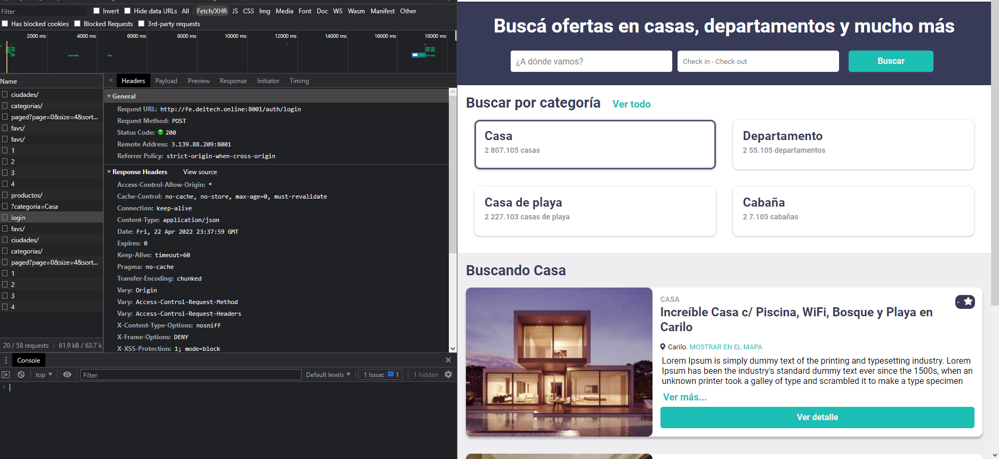 Filter
Invert
Hide data URLs
All
Fetch/XHR
JS
CSS
Img
Media
Font
Doc
WS
Wasm
Manifest
Other
Has blocked cookies
Blocked Requests
3rd-party requests
2000 ms
4000 ms
6000 ms
8000 ms
10000 ms
12000 ms
14000 ms
16000 ms
18000 ms
Name
ciudades/
categorias/
paged?page=0&size=4&sort...
favs/
favs/
1
2
3
4
productos/
?categoria=Casa
login
favs/
ciudades/
categorias/
paged?page=0&size=4&sort...
1
2
3
4
20 / 58 requests
61.9 kB / 63.7 k
Headers
Payload
Preview
Response
Initiator
Timing
General
Request URL: http://fe.deitech.online:8001/auth/login
Request Method: POST
Status Code: 200
Remote Address: 3.139.88.209:8001
Referrer Policy: strict-origin-when-cross-origin
Response Headers
View source
Access-Control-Allow-Origin: *
Cache-Control: no-cache, no-store, max-age=0, must-revalidate
Connection: keep-alive
Content-Type: application/json
Date: Fri, 22 Apr 2022 23:37:59 GMT
Expires: 0
Keep-Alive: timeout=60
Pragma: no-cache
Transfer-Encoding: chunked
Vary: Origin
Vary: Access-Control-Request-Method
Vary: Access-Control-Request-Headers
X-Content-Type-Options: nosniff
X-Frame-Options: DENY
X-XSS-Protection: 1; mode=block
Console
top
Filter
Default levels
1 Issue: 1
1 hidden
Buscá ofertas en casas, departamentos y mucho más
¿A dónde vamos?
Check in - Check out
Buscar
Buscar por categoría
Ver todo
Casa
2 807.105 casas
Departamento
2 55.105 departamentos
Casa de playa
2 227.103 casas de playa
Cabaña
2 7.105 cabañas
Buscando Casa
CASA
-
Increíble Casa c/ Piscina, WiFi, Bosque y Playa en
Carilo
Carilo. MOSTRAR EN EL MAPA
Lorem Ipsum is simply dummy text of the printing and typesetting industry. Lorem
Ipsum has been the industry's standard dummy text ever since the 1500s, when an
unknown printer took a galley of type and scrambled it to make a type specimen
Ver más...
Ver detalle